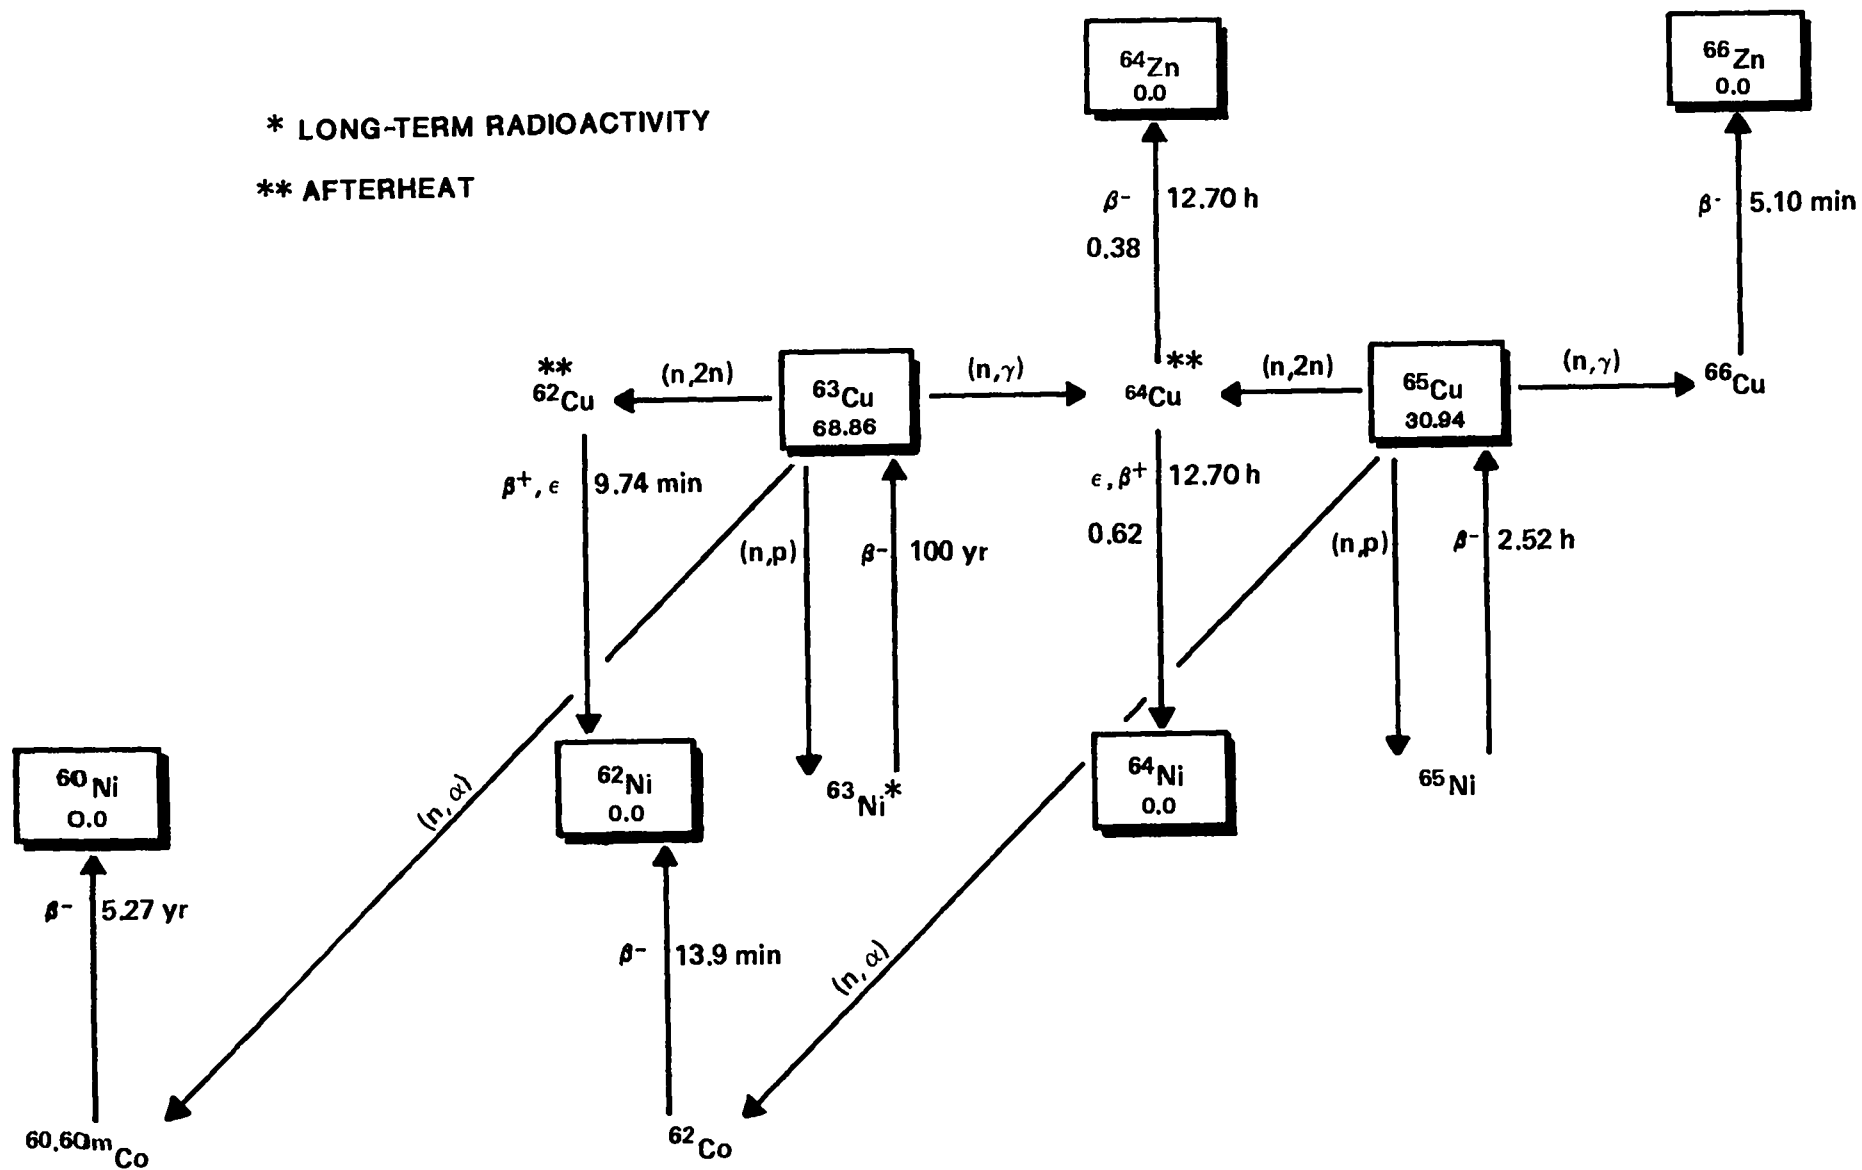 ⁶⁴Zn
0.0
⁶⁶Zn
0.0
* LONG-TERM RADIOACTIVITY
** AFTERHEAT
β⁻ 12.70 h
0.38
β⁻ 5.10 min
**
⁶²Cu
(n,2n)
⁶³Cu
68.86
(n,γ)
**
⁶⁴Cu
(n,2n)
⁶⁵Cu
30.94
(n,γ)
⁶⁶Cu
β⁺, ϵ 9.74 min
(n,p)
β⁻ 100 yr
ϵ, β⁺ 12.70 h
0.62
(n,p)
β⁻ 2.52 h
⁶⁰Ni
0.0
(n,α)
⁶²Ni
0.0
⁶³Ni*
⁶⁴Ni
0.0
⁶⁵Ni
β⁻ 5.27 yr
β⁻ 13.9 min
(n,α)
⁶⁰,⁶⁰ᵐCo
⁶²Co